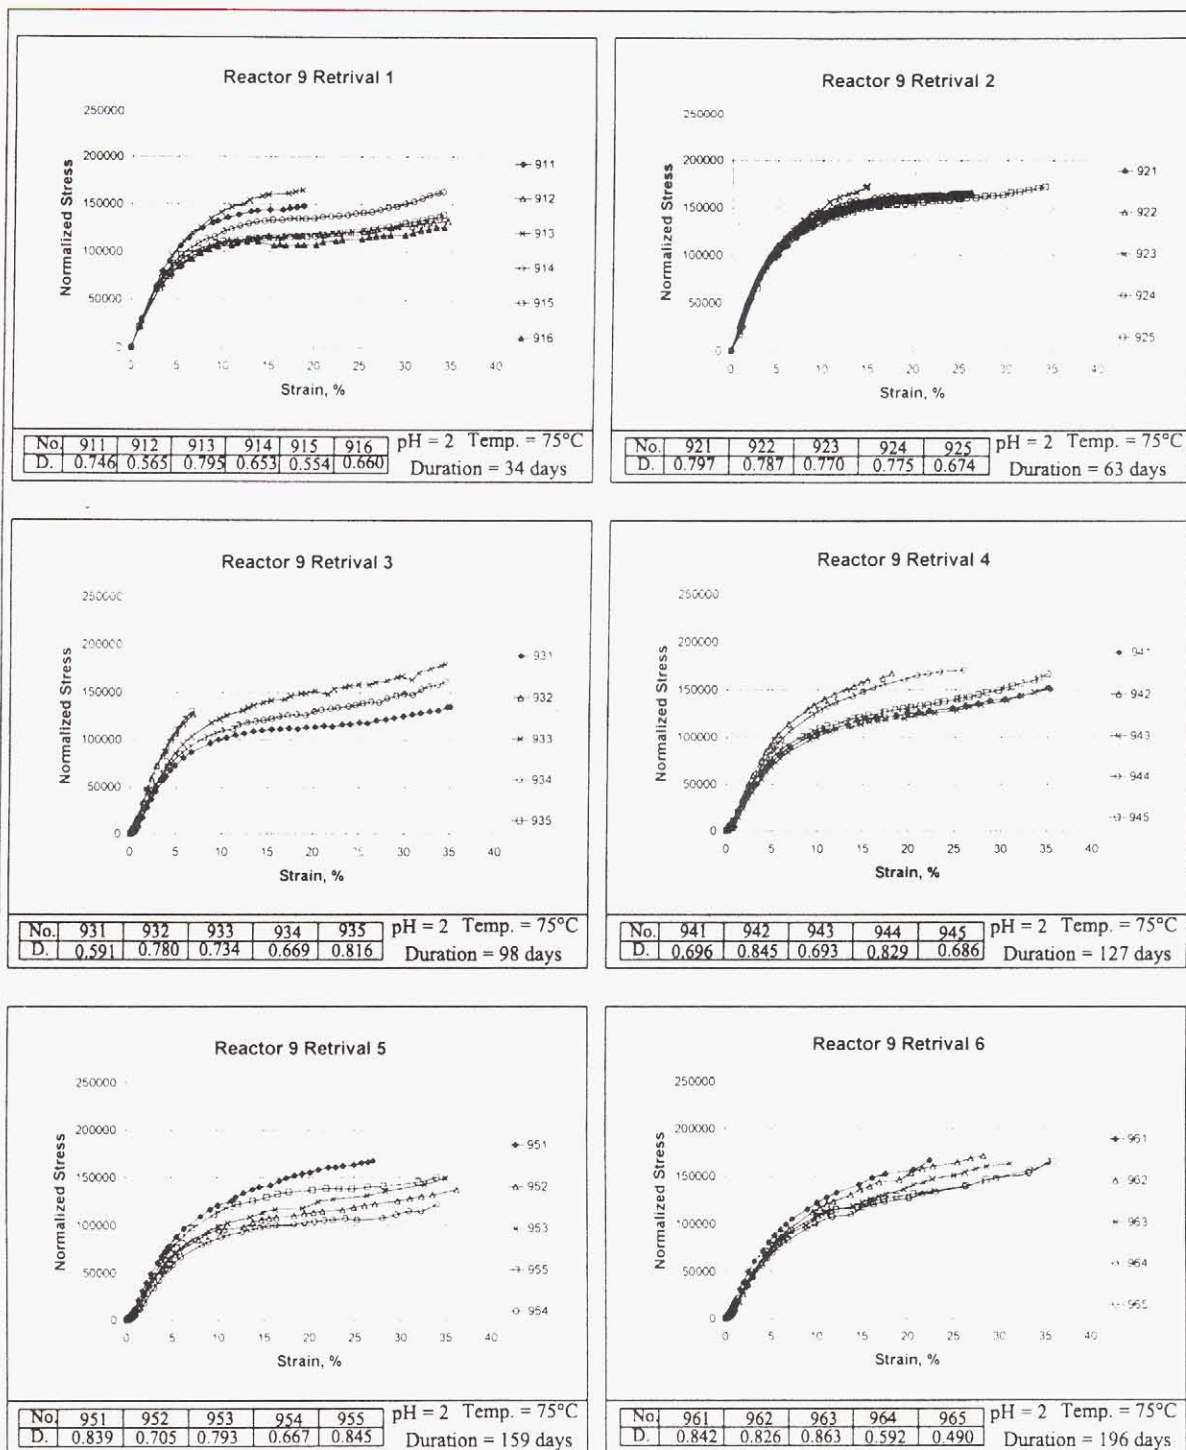 Reactor 9 Retrival 1
Normalized Stress
250000
200000
150000
100000
50000
0
0 5 10 15 20 25 30 35 40
Strain, %
911
912
913
914
915
916
No. 911 912 913 914 915 916
D. 0.746 0.565 0.795 0.653 0.554 0.660
pH = 2 Temp. = 75°C
Duration = 34 days
Reactor 9 Retrival 2
Normalized Stress
250000
200000
150000
100000
50000
0
0 5 10 15 20 25 30 35 40
Strain, %
921
922
923
924
925
No. 921 922 923 924 925
D. 0.797 0.787 0.770 0.775 0.674
pH = 2 Temp. = 75°C
Duration = 63 days
Reactor 9 Retrival 3
Normalized Stress
250000
200000
150000
100000
50000
0
0 5 10 15 20 25 30 35 40
Strain, %
931
932
933
934
935
No. 931 932 933 934 935
D. 0.591 0.780 0.734 0.669 0.816
pH = 2 Temp. = 75°C
Duration = 98 days
Reactor 9 Retrival 4
Normalized Stress
250000
200000
150000
100000
50000
0
0 5 10 15 20 25 30 35 40
Strain, %
941
942
943
944
945
No. 941 942 943 944 945
D. 0.696 0.845 0.693 0.829 0.686
pH = 2 Temp. = 75°C
Duration = 127 days
Reactor 9 Retrival 5
Normalized Stress
250000
200000
150000
100000
50000
0
0 5 10 15 20 25 30 35 40
Strain, %
951
952
953
955
954
No. 951 952 953 954 955
D. 0.839 0.705 0.793 0.667 0.845
pH = 2 Temp. = 75°C
Duration = 159 days
Reactor 9 Retrival 6
Normalized Stress
250000
200000
150000
100000
50000
0
0 5 10 15 20 25 30 35 40
Strain, %
961
962
963
964
965
No. 961 962 963 964 965
D. 0.842 0.826 0.863 0.592 0.490
pH = 2 Temp. = 75°C
Duration = 196 days